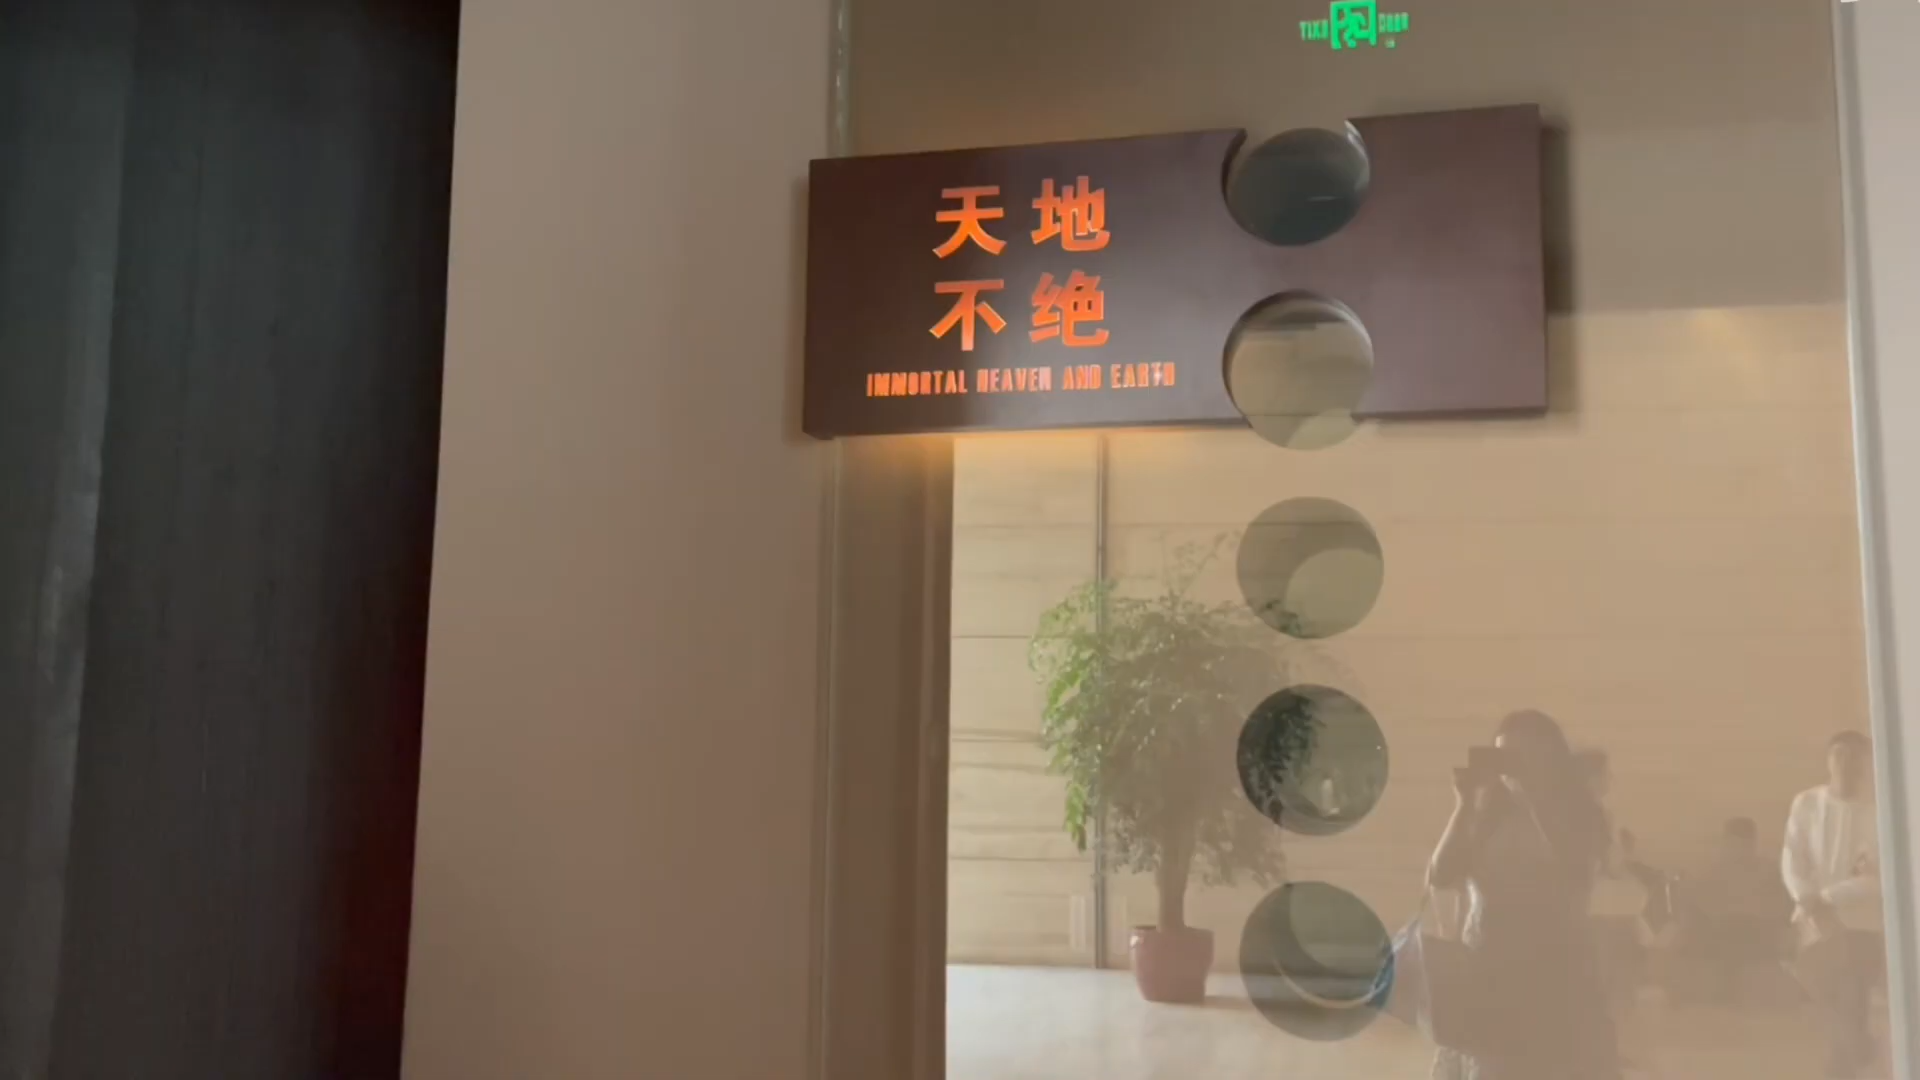 天地
不绝
IMMORTAL HEAVEN AND EARTH